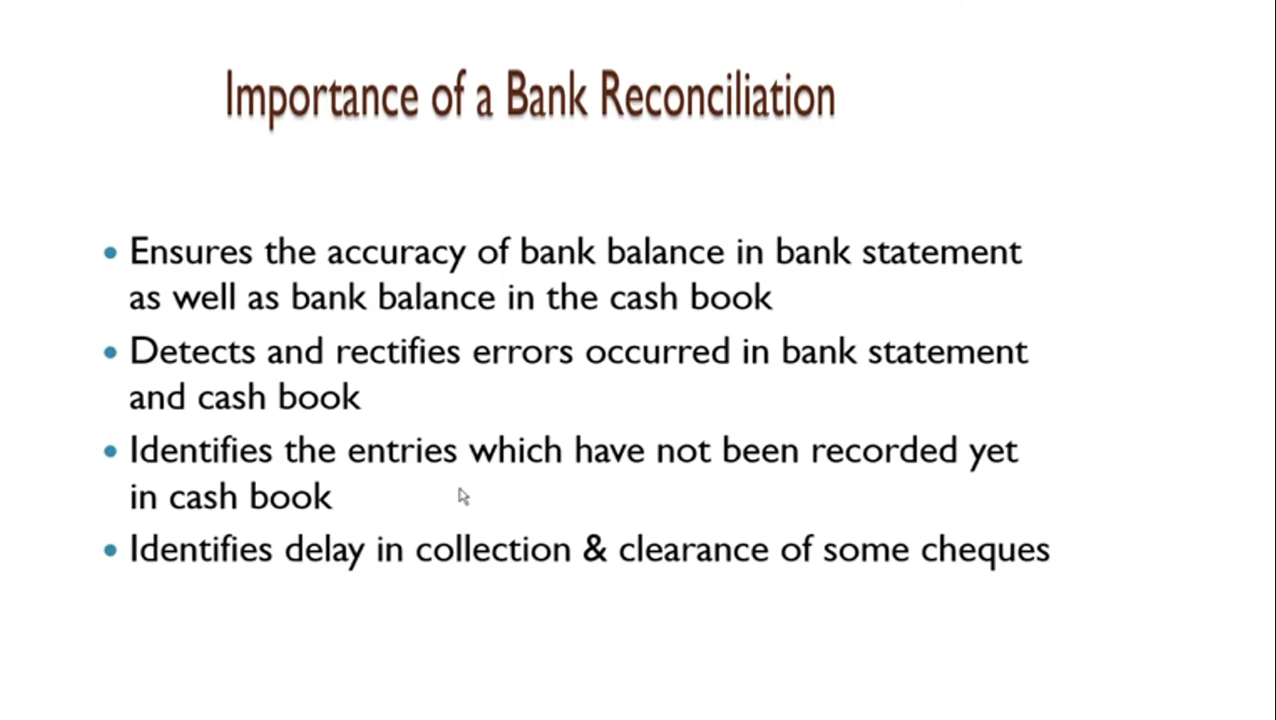 Importance of a Bank Reconciliation
• Ensures the accuracy of bank balance in bank statement
as well as bank balance in the cash book
• Detects and rectifies errors occurred in bank statement
and cash book
• Identifies the entries which have not been recorded yet
in cash book
• Identifies delay in collection & clearance of some cheques